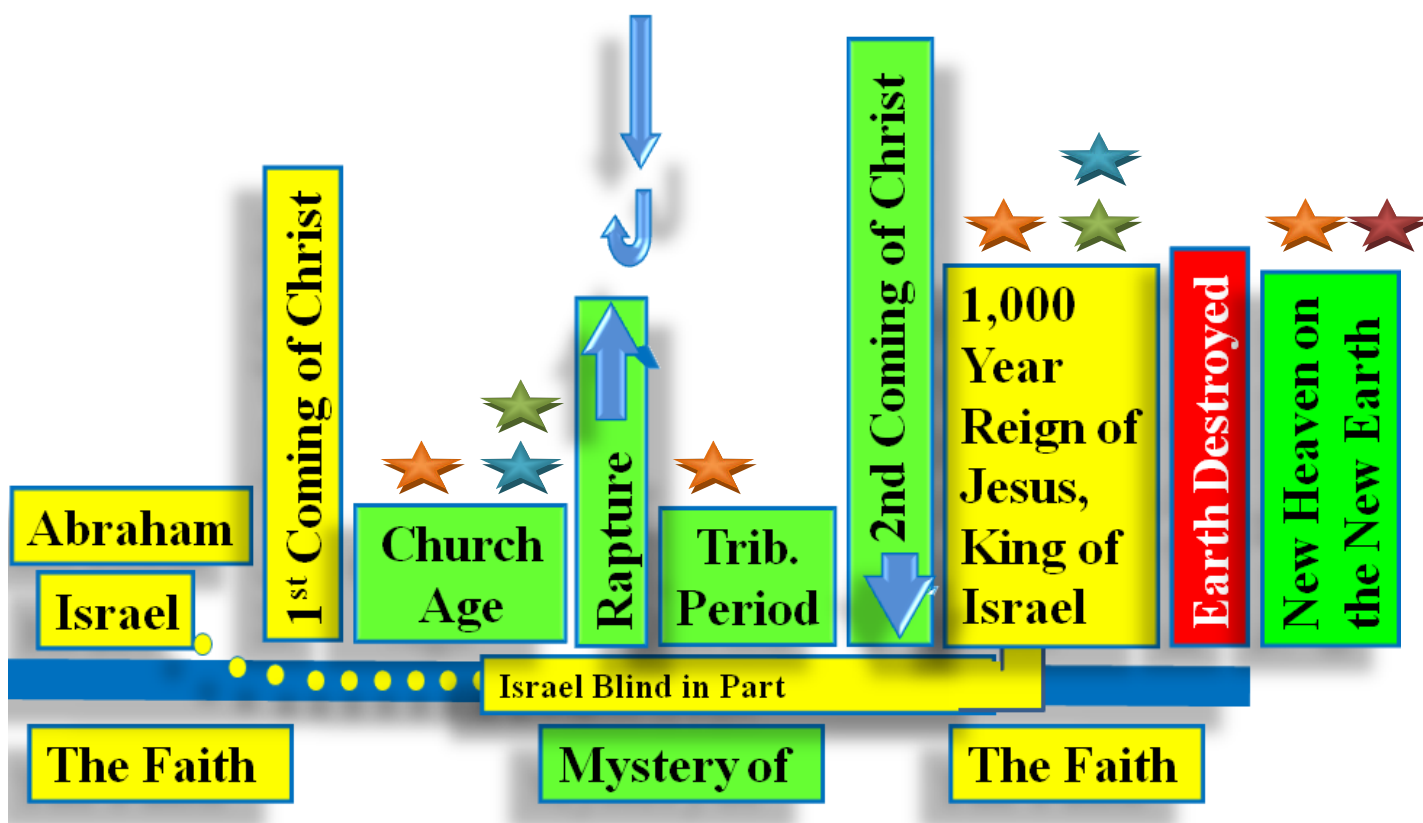 Abraham
Israel
1st Coming of Christ
Church
Age
Rapture
Trib.
Period
2nd Coming of Christ
1,000
Year
Reign of
Jesus,
King of
Israel
Earth Destroyed
New Heaven on
the New Earth
Israel Blind in Part
The Faith
Mystery of
The Faith